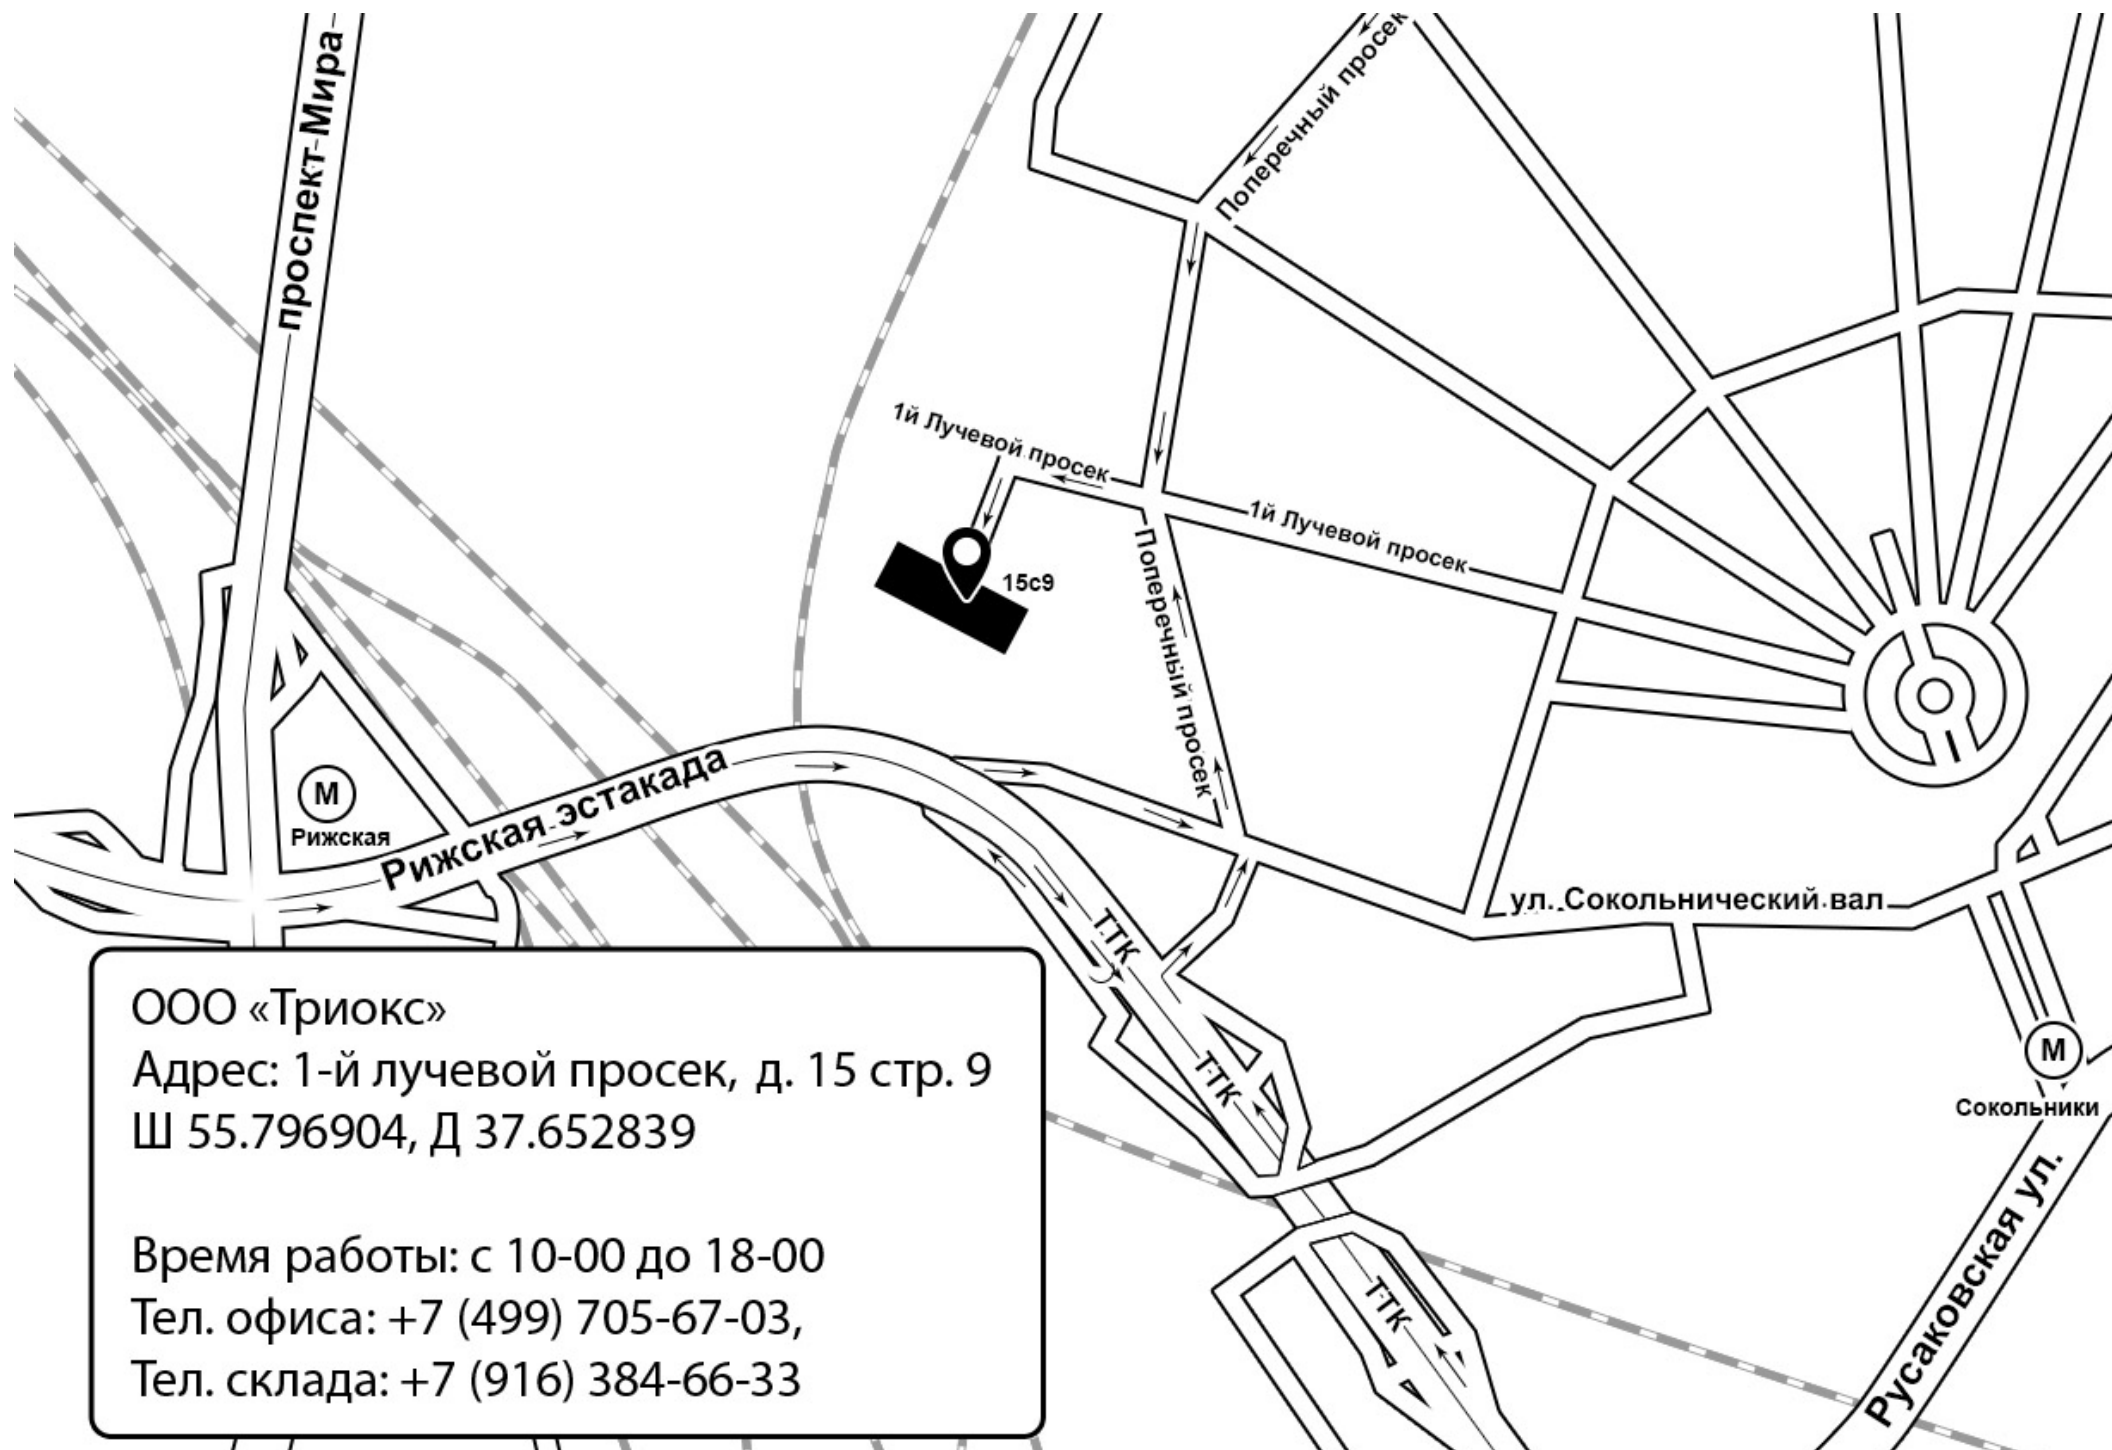 проспект Мира
Поперечный просек
1й Лучевой просек
1й Лучевой просек
15с9
Поперечный просек
М
Рижская
Рижская эстакада
ул. Сокольнический вал
ТТК
ТТК
ТТК
М
Сокольники
Русаковская ул.
ООО «Триокс»
Адрес: 1-й лучевой просек, д. 15 стр. 9
Ш 55.796904, Д 37.652839
Время работы: с 10-00 до 18-00
Тел. офиса: +7 (499) 705-67-03,
Тел. склада: +7 (916) 384-66-33